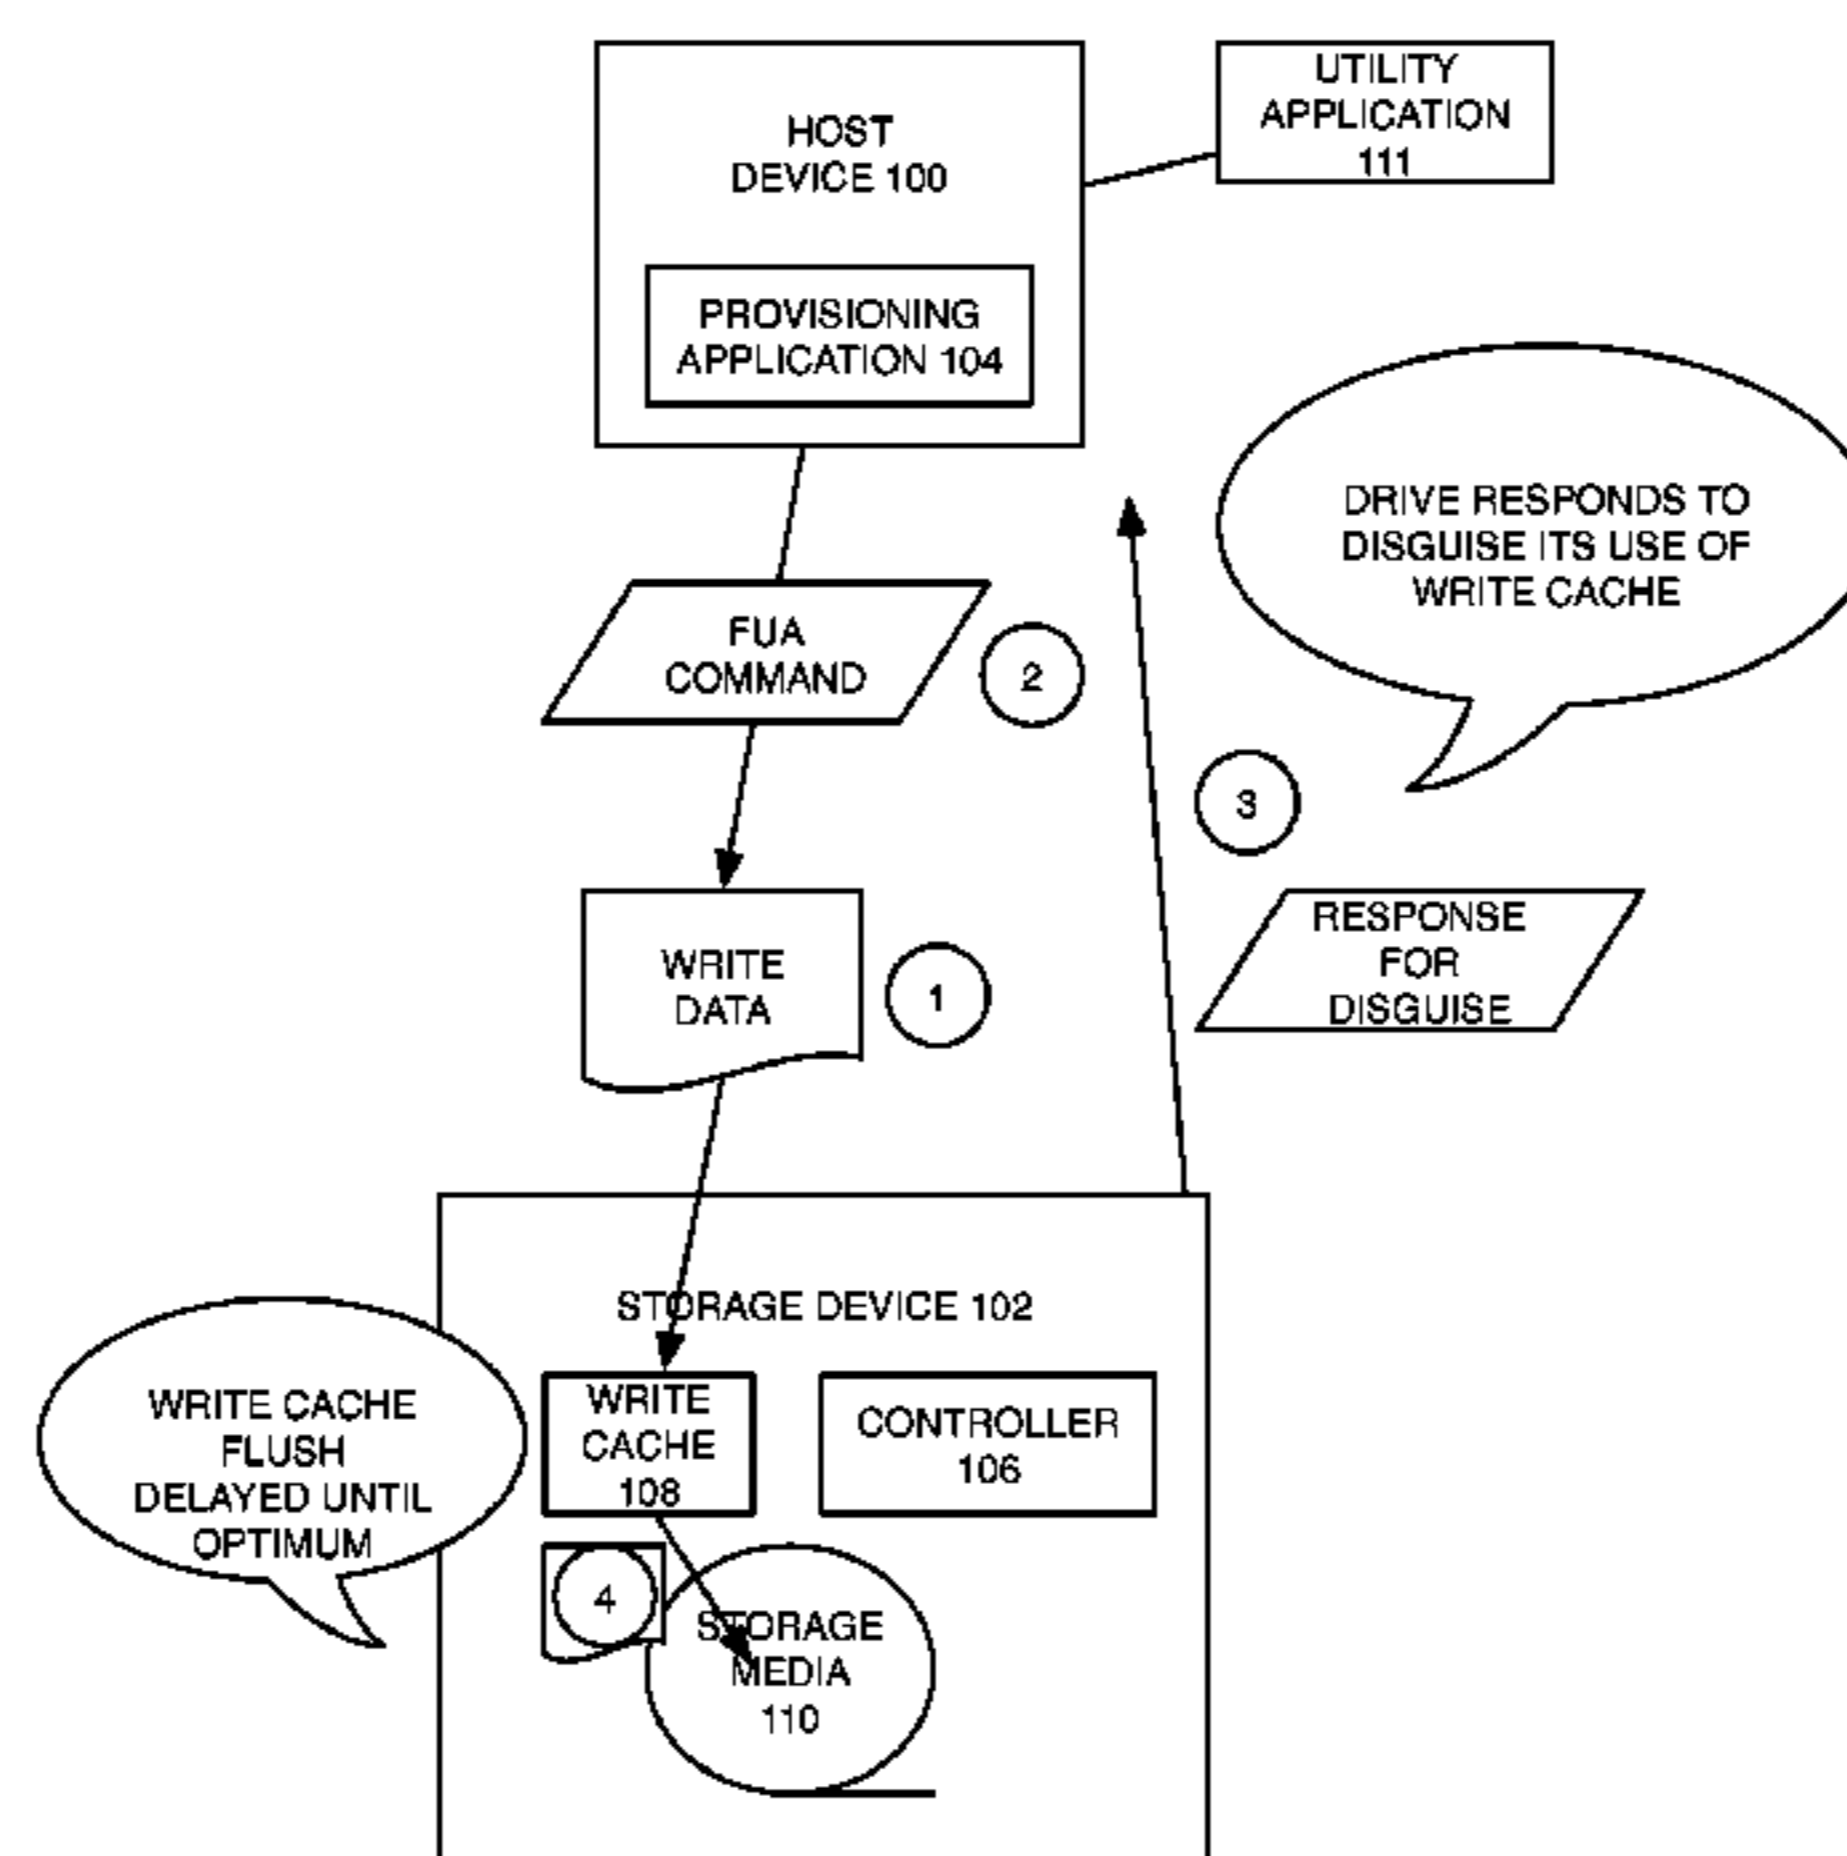 HOST
DEVICE 100
UTILITY
APPLICATION
111
PROVISIONING
APPLICATION 104
DRIVE RESPONDS TO
DISGUISE ITS USE OF
WRITE CACHE
FUA
COMMAND
2
3
WRITE
DATA
1
RESPONSE
FOR
DISGUISE
STORAGE DEVICE 102
WRITE CACHE
FLUSH
DELAYED UNTIL
OPTIMUM
WRITE
CACHE
108
CONTROLLER
106
4
STORAGE
MEDIA
110